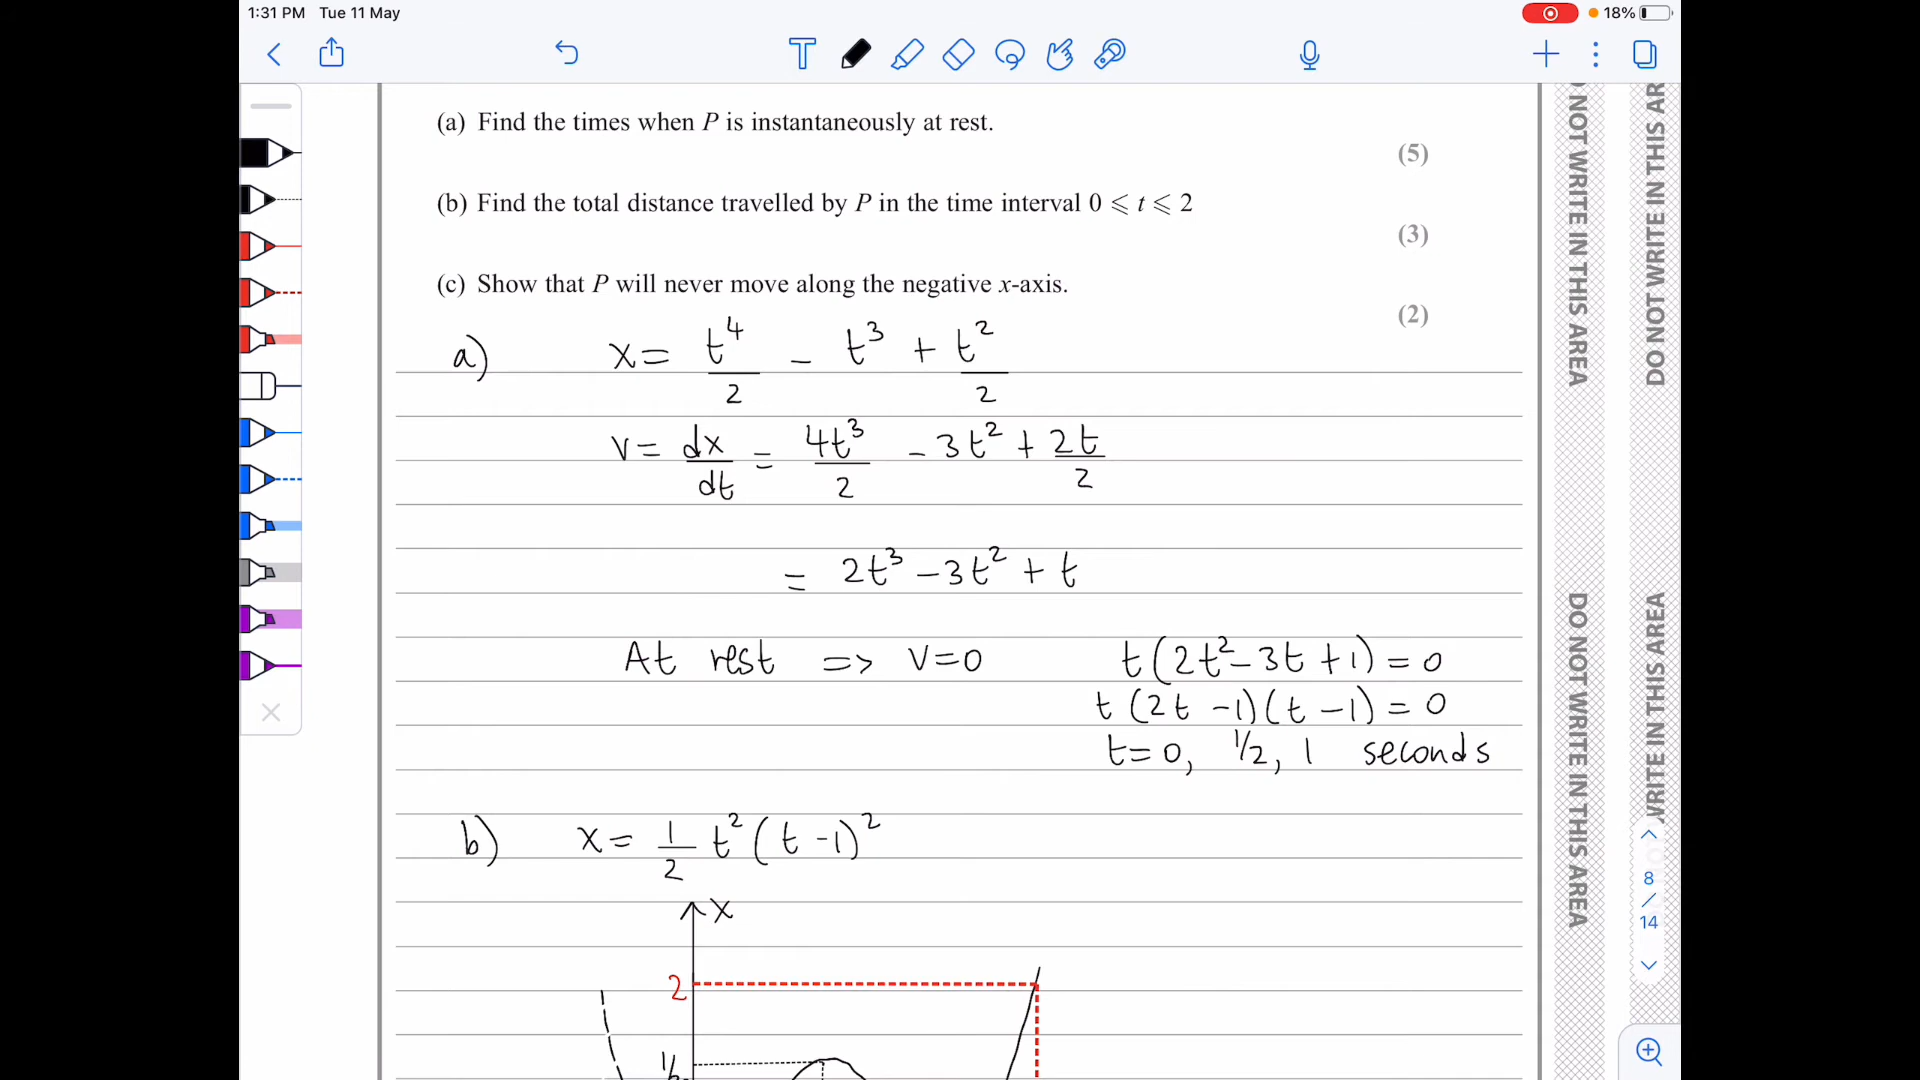 1:31 PM Tue 11 May
18%
(a) Find the times when P is instantaneously at rest.
(5)
(b) Find the total distance travelled by P in the time interval 0 ⩽ t ⩽ 2
(3)
(c) Show that P will never move along the negative x-axis.
(2)
a) x = t⁴/2 - t³ + t²/2
v = dx/dt = 4t³/2 - 3t² + 2t/2
= 2t³ - 3t² + t
At rest => v=0 t(2t² - 3t + 1) = 0
t(2t - 1)(t - 1) = 0
t=0, 1/2, 1 seconds
b) x = 1/2 t²(t - 1)²
x
2
NOT WRITE IN THIS AREA
DO NOT WRITE IN THIS AR
DO NOT WRITE IN THIS AREA
WRITE IN THIS AREA
8
/
14